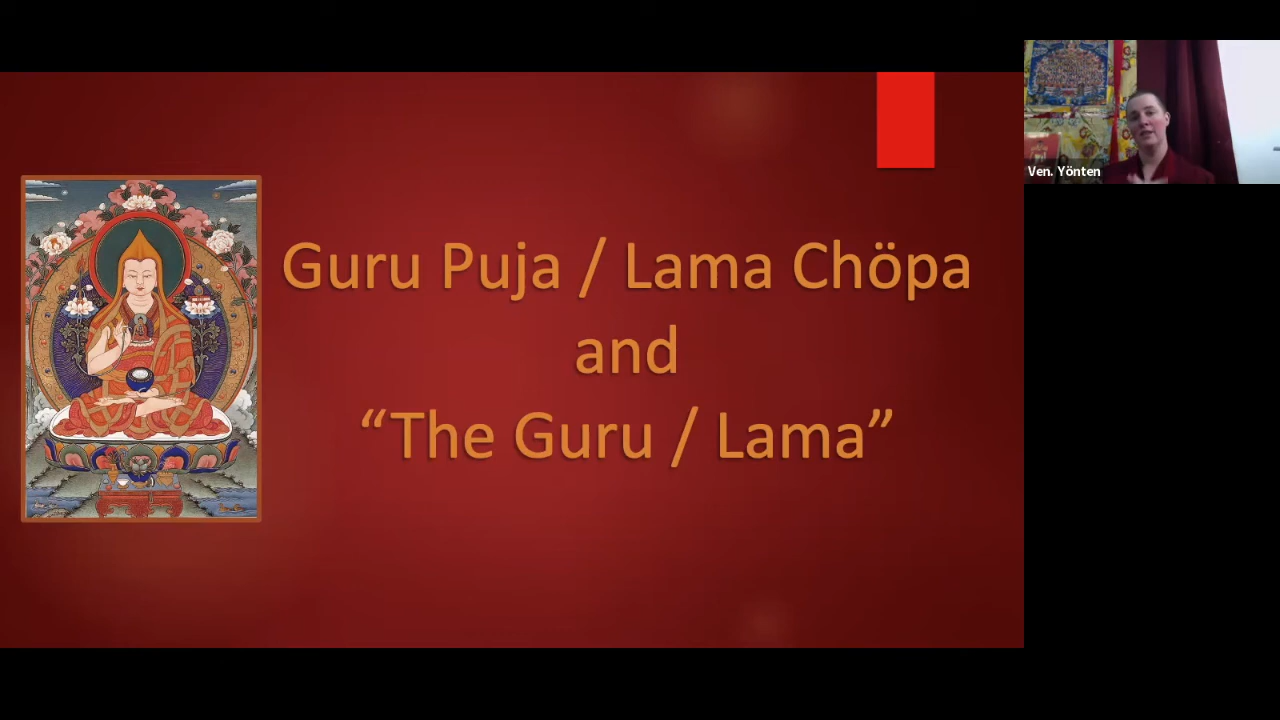 Guru Puja / Lama Chöpa
and
“The Guru / Lama”
Ven. Yönten